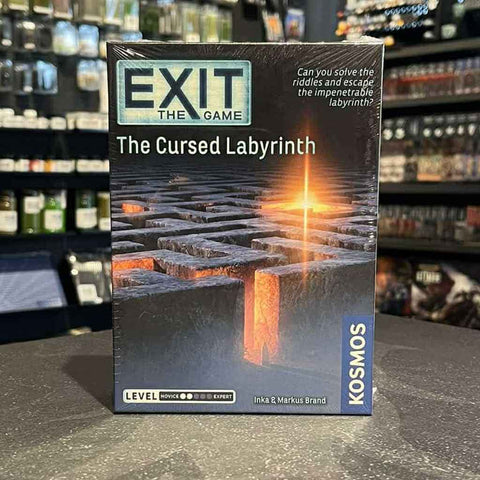 EXIT
THE GAME
Can you solve the
riddles and escape
the impenetrable
labyrinth?
The Cursed Labyrinth
LEVEL NOVICE EXPERT
Inka & Markus Brand
KOSMOS